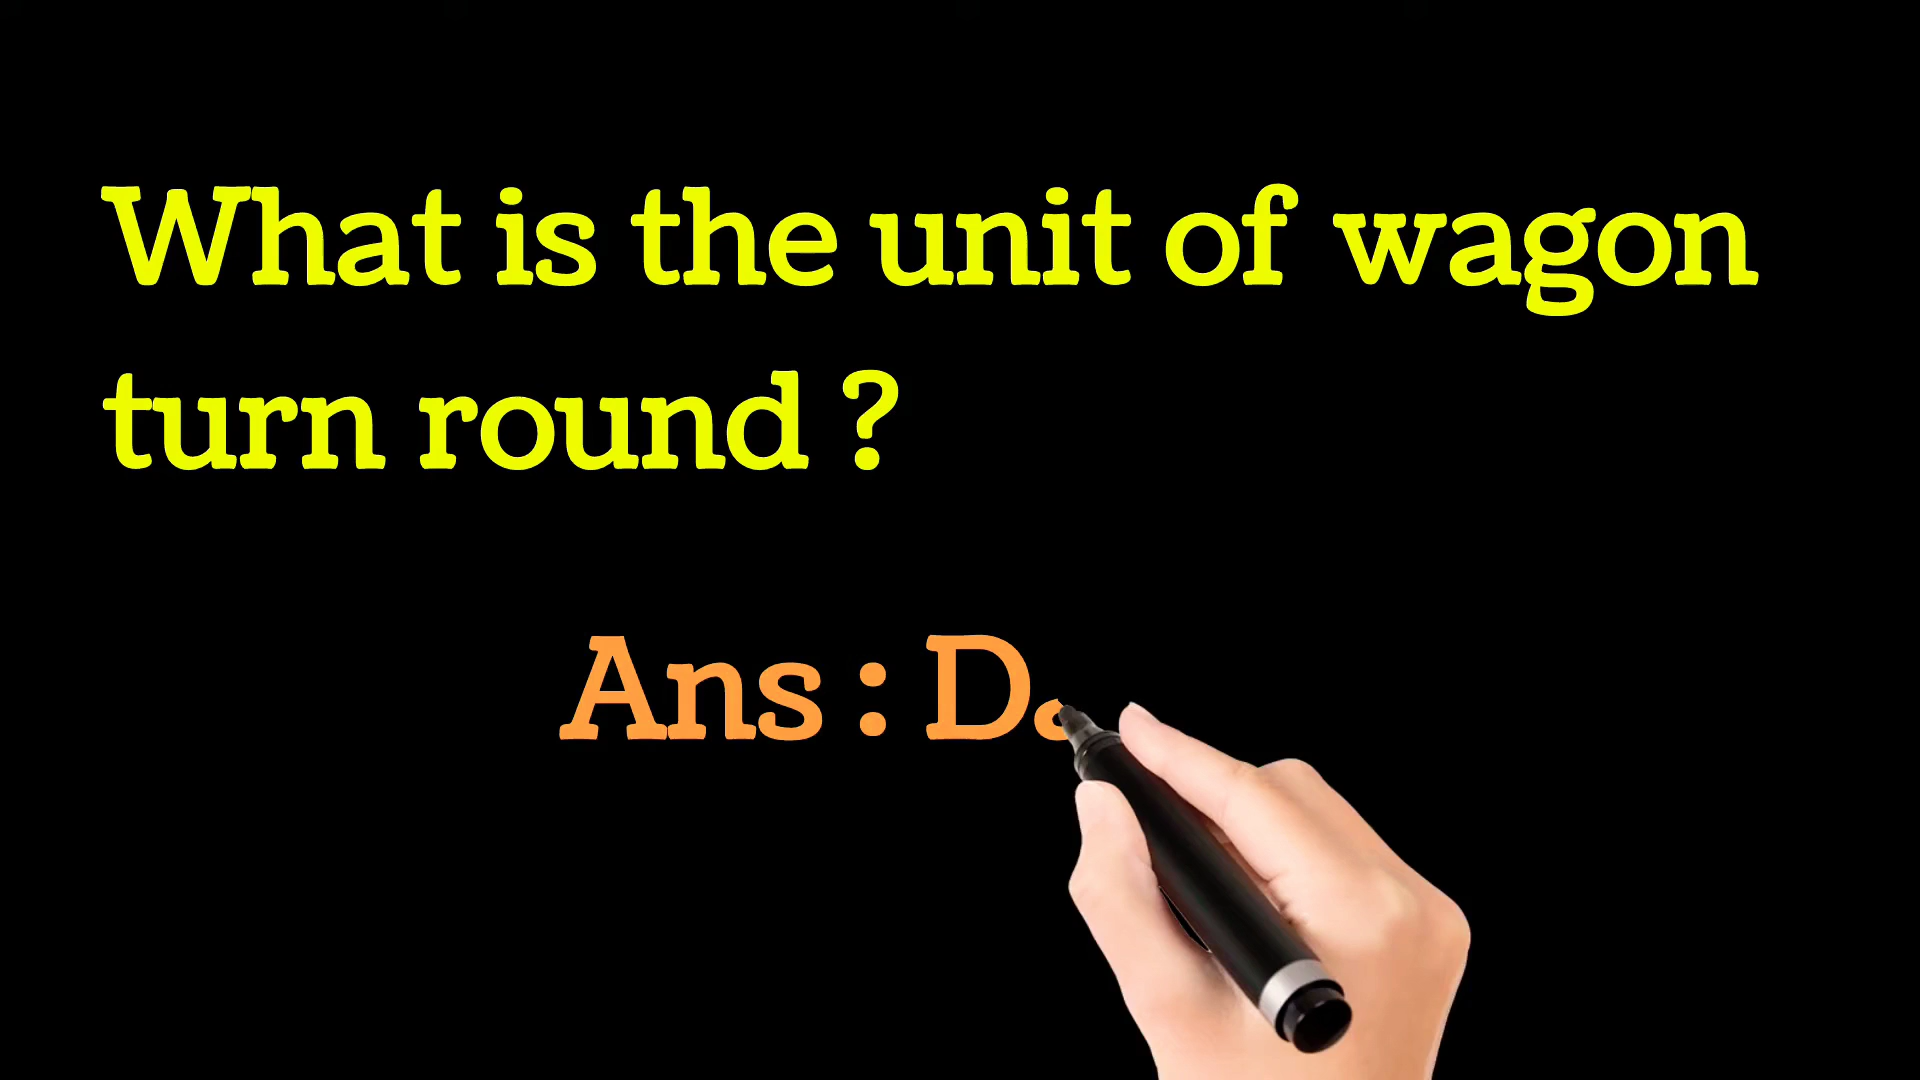 What is the unit of wagon
turn round ?
Ans : D